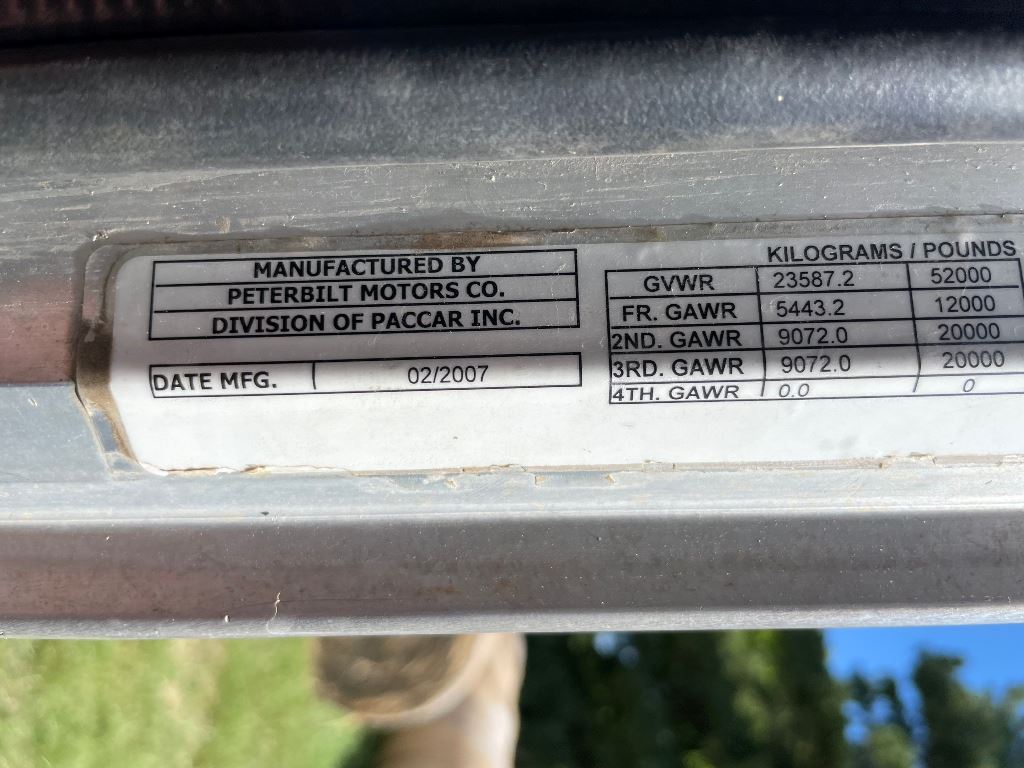 MANUFACTURED BY
PETERBILT MOTORS CO.
DIVISION OF PACCAR INC.
DATE MFG. 02/2007
KILOGRAMS / POUNDS
GVWR 23587.2 52000
FR. GAWR 5443.2 12000
2ND. GAWR 9072.0 20000
3RD. GAWR 9072.0 20000
4TH. GAWR 0.0 0